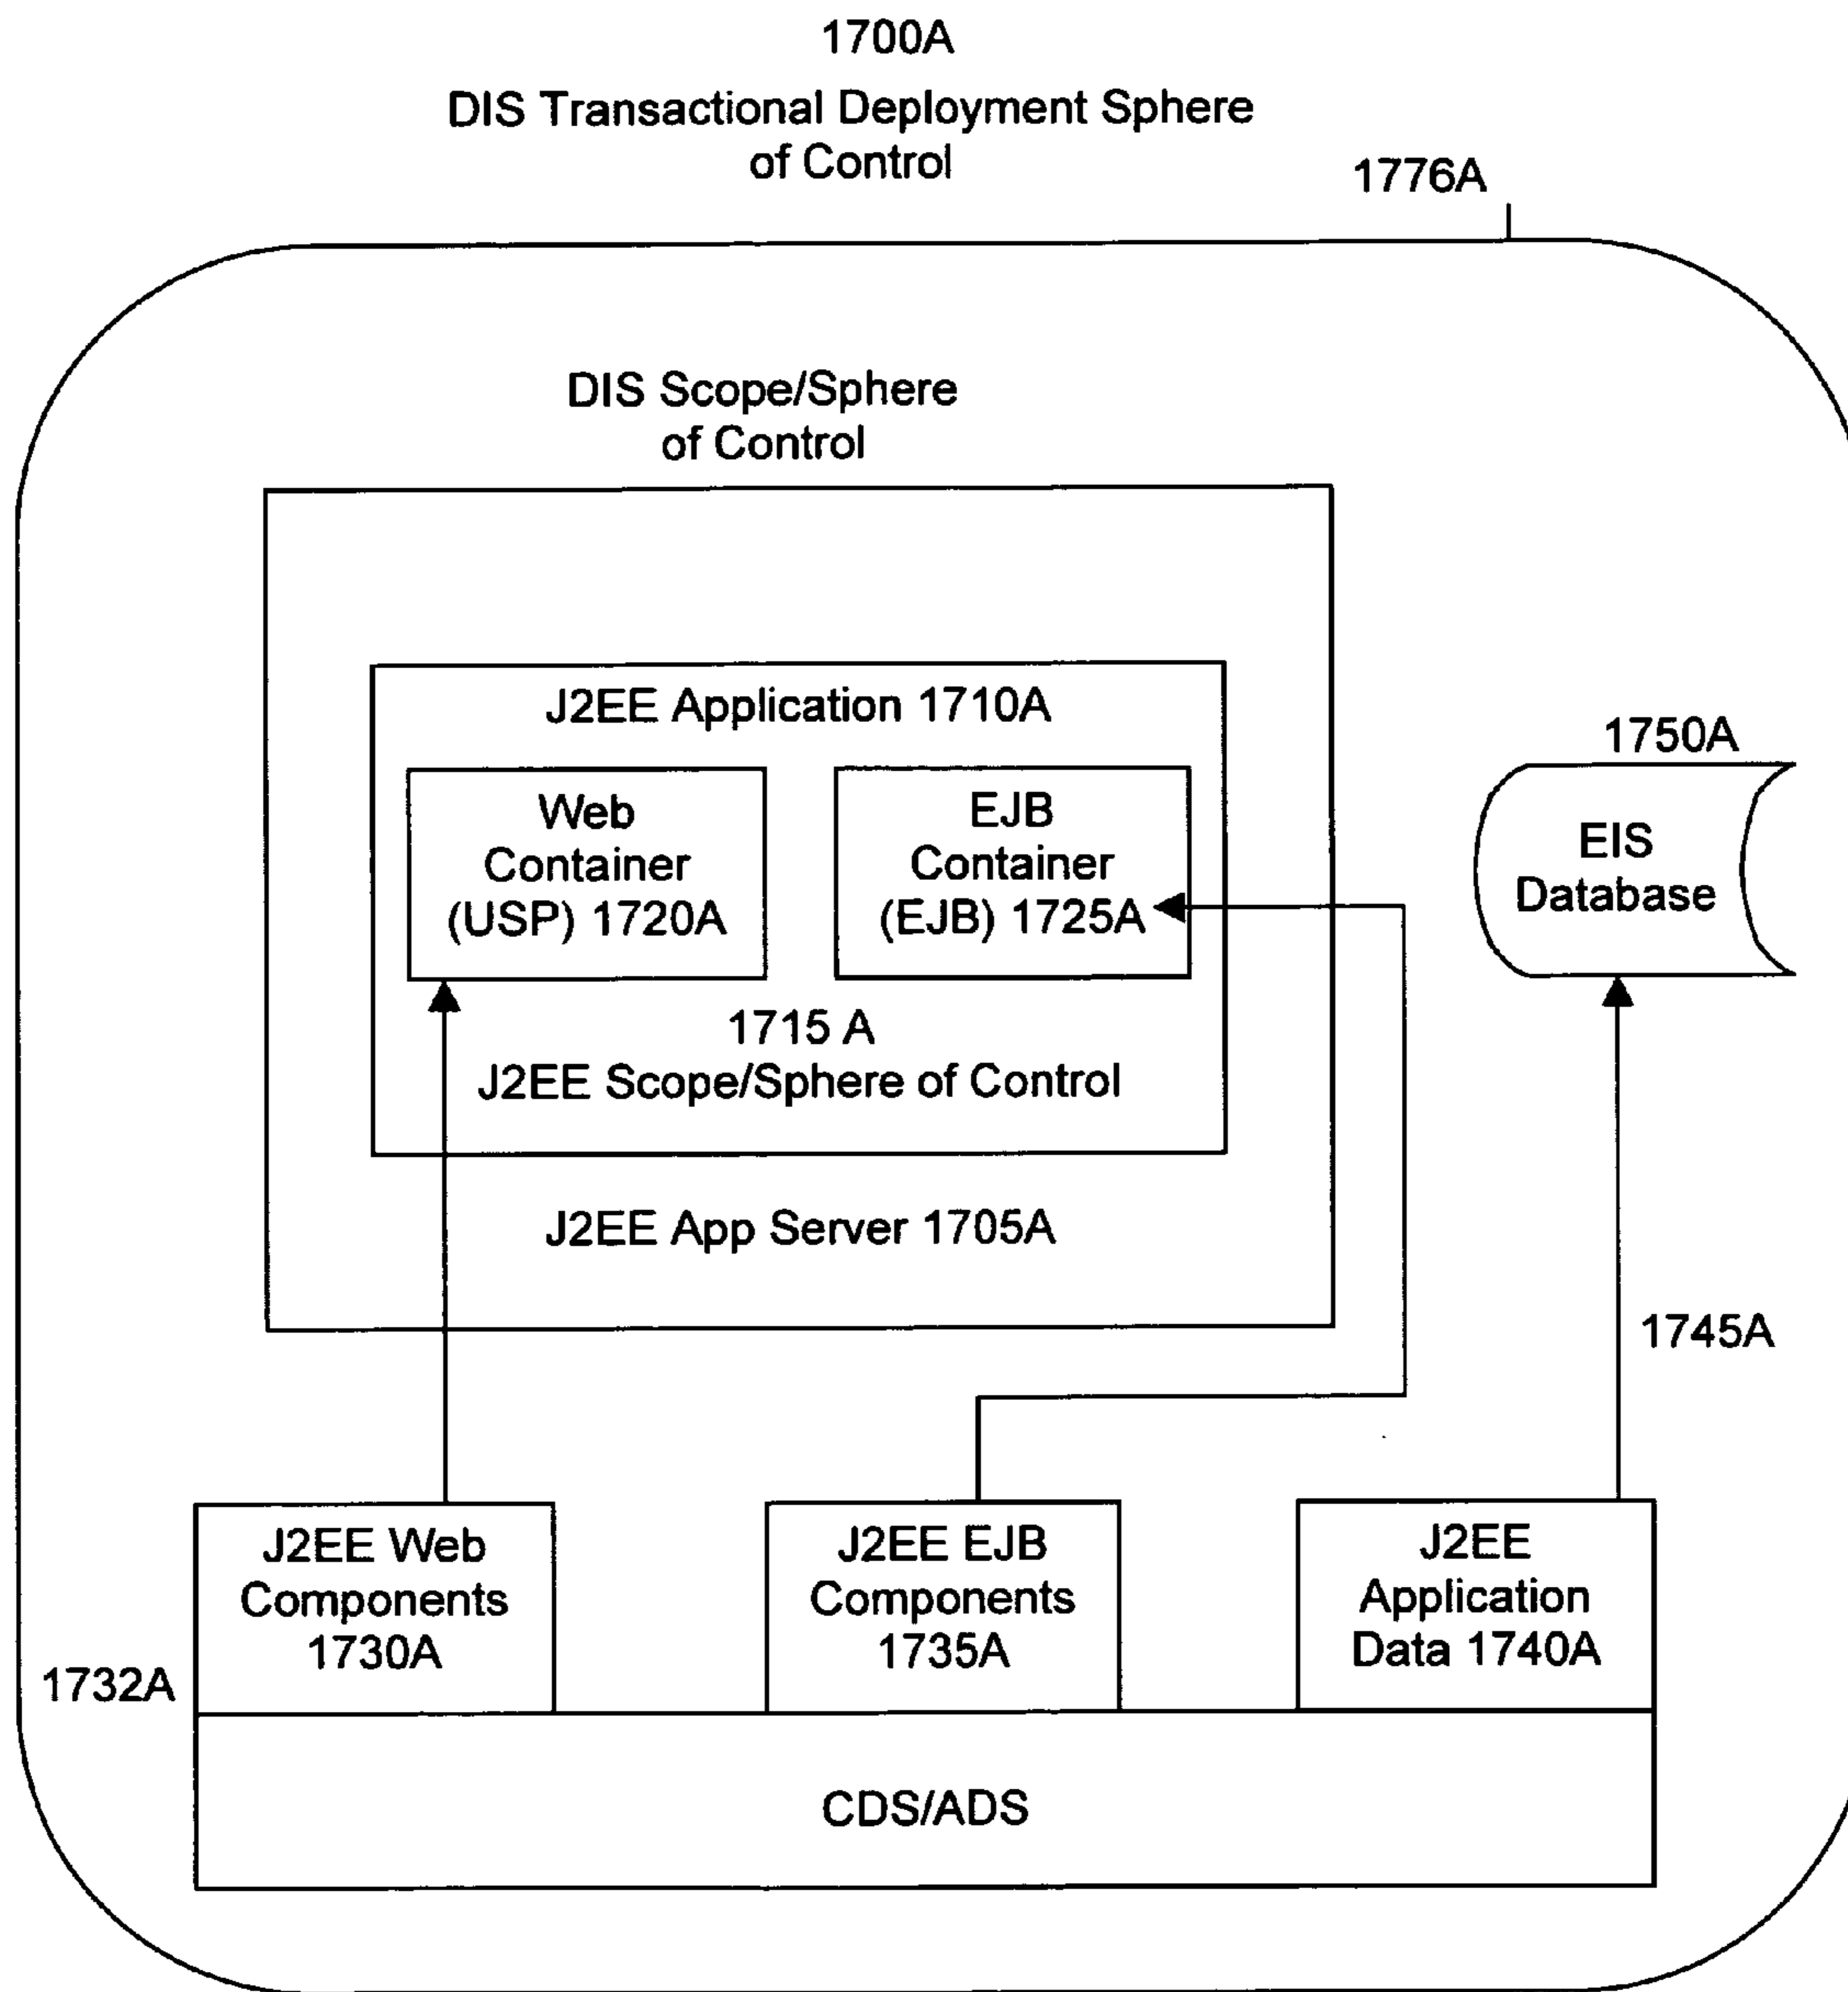 1700A
DIS Transactional Deployment Sphere
of Control
1776A
DIS Scope/Sphere
of Control
J2EE Application 1710A
Web
Container
(USP) 1720A
EJB
Container
(EJB) 1725A
1715 A
J2EE Scope/Sphere of Control
J2EE App Server 1705A
1750A
EIS
Database
1745A
J2EE Web
Components
1730A
J2EE EJB
Components
1735A
J2EE
Application
Data 1740A
1732A
CDS/ADS